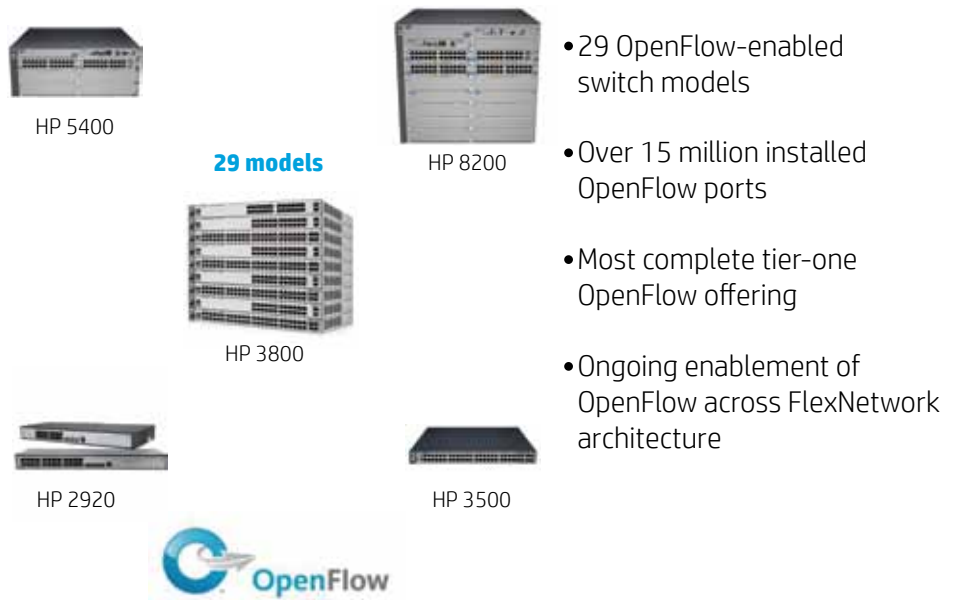 HP 5400
29 models
HP 8200
HP 3800
HP 2920
HP 3500
OpenFlow
•29 OpenFlow-enabled
switch models
•Over 15 million installed
OpenFlow ports
•Most complete tier-one
OpenFlow offering
•Ongoing enablement of
OpenFlow across FlexNetwork
architecture